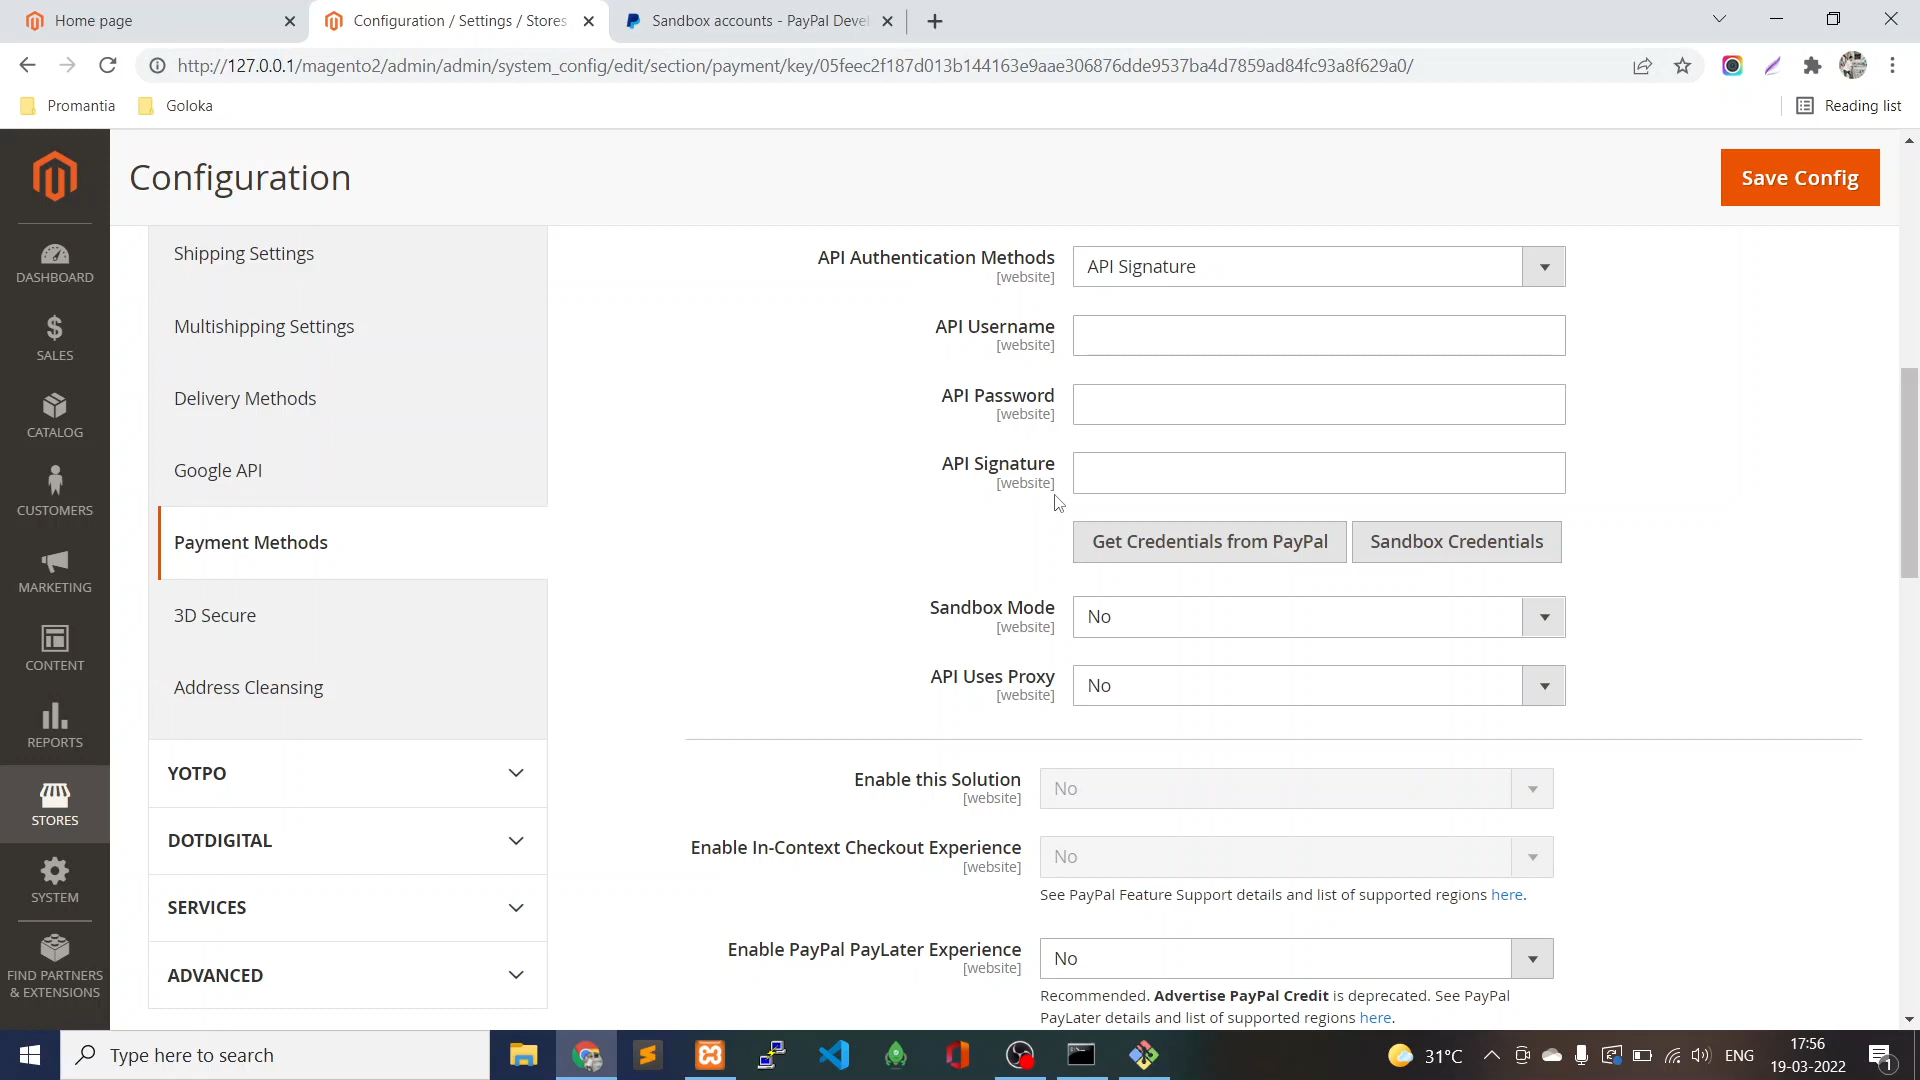 Home page
Configuration / Settings / Stores
Sandbox accounts - PayPal Devel
http://127.0.0.1/magento2/admin/admin/system_config/edit/section/payment/key/05feec2f187d013b144163e9aae306876dde9537ba4d7859ad84fc93a8f629a0/
Promantia
Goloka
Reading list
Configuration
Save Config
DASHBOARD
SALES
CATALOG
CUSTOMERS
MARKETING
CONTENT
REPORTS
STORES
SYSTEM
FIND PARTNERS
& EXTENSIONS
Shipping Settings
Multishipping Settings
Delivery Methods
Google API
Payment Methods
3D Secure
Address Cleansing
YOTPO
DOTDIGITAL
SERVICES
ADVANCED
API Authentication Methods
[website]
API Signature
API Username
[website]
API Password
[website]
API Signature
[website]
Get Credentials from PayPal
Sandbox Credentials
Sandbox Mode
[website]
No
API Uses Proxy
[website]
No
Enable this Solution
[website]
No
Enable In-Context Checkout Experience
[website]
No
See PayPal Feature Support details and list of supported regions here.
Enable PayPal PayLater Experience
[website]
No
Recommended. Advertise PayPal Credit is deprecated. See PayPal
PayLater details and list of supported regions here.
Type here to search
31°C
ENG
17:56
19-03-2022
1